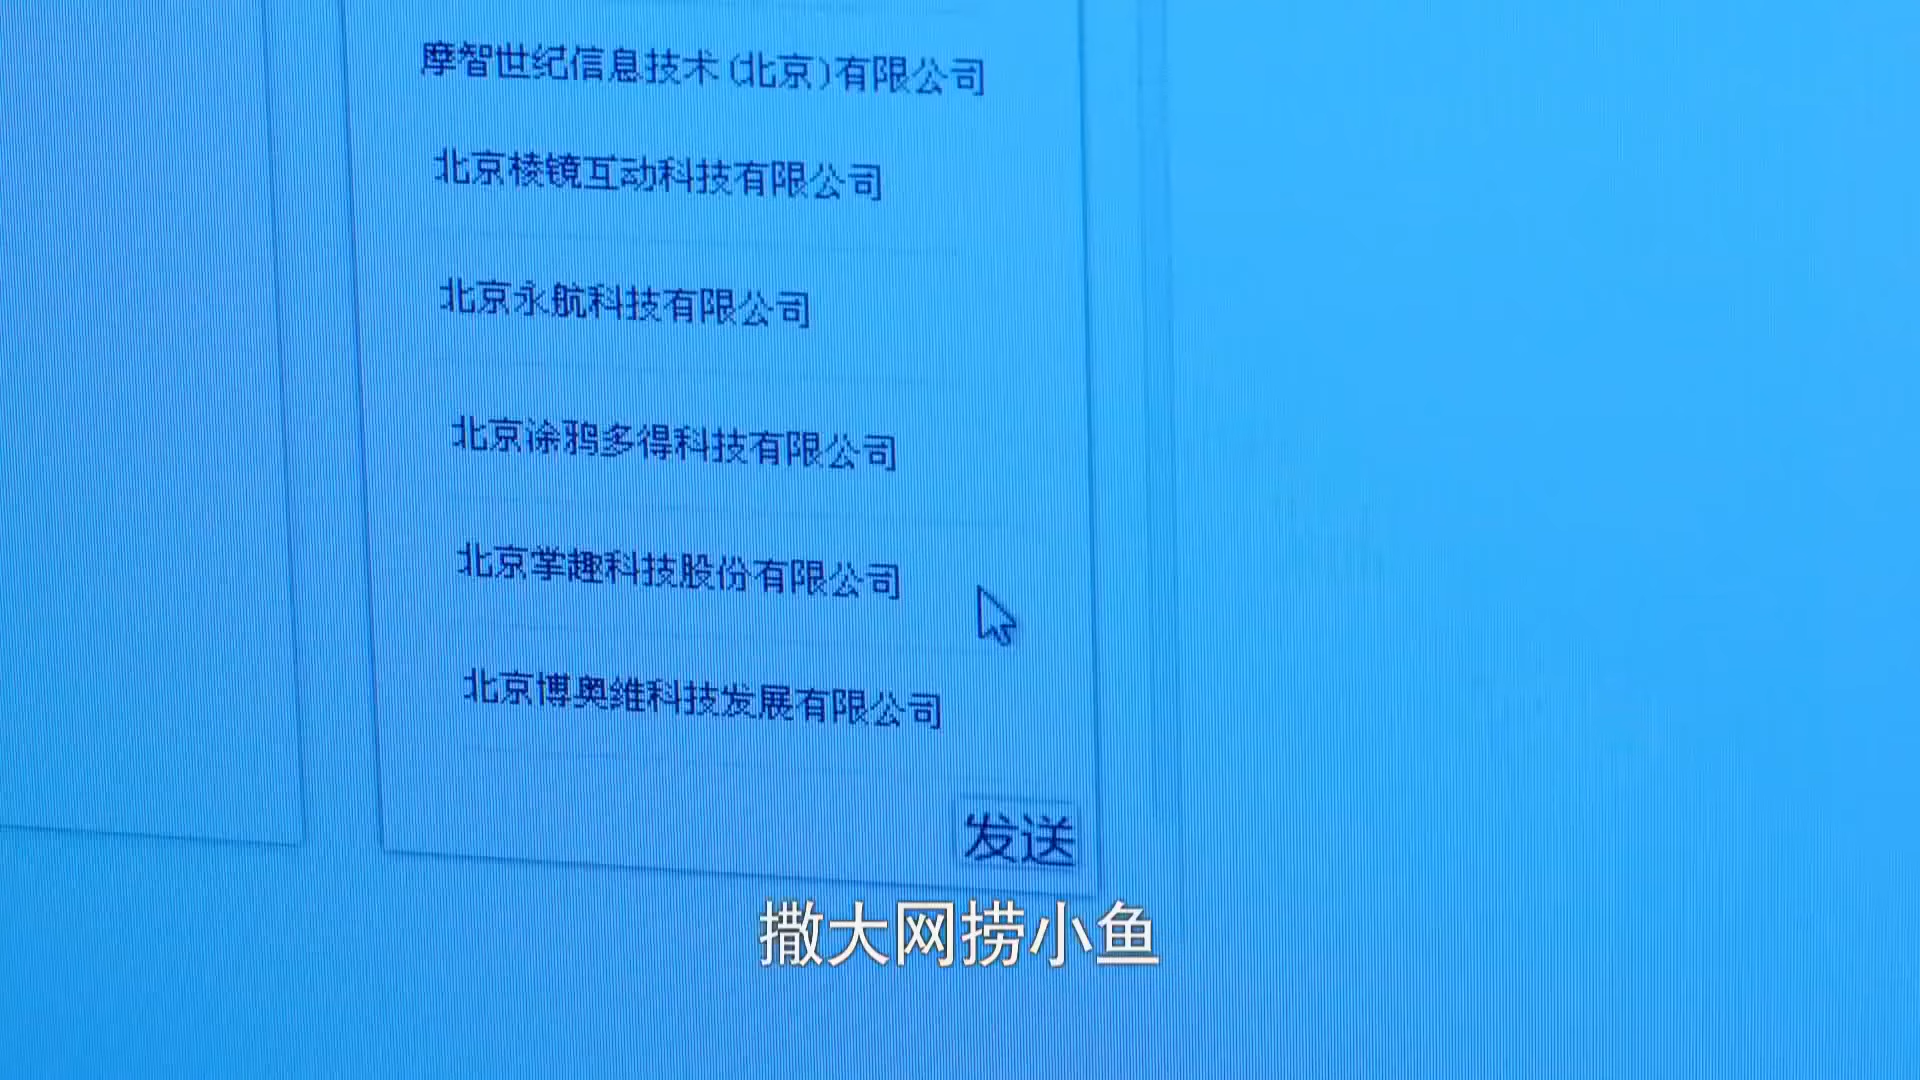 摩智世纪信息技术(北京)有限公司
北京棱镜互动科技有限公司
北京永航科技有限公司
北京涂鸦多得科技有限公司
北京掌趣科技股份有限公司
北京博奥维科技发展有限公司
发送
撒大网捞小鱼